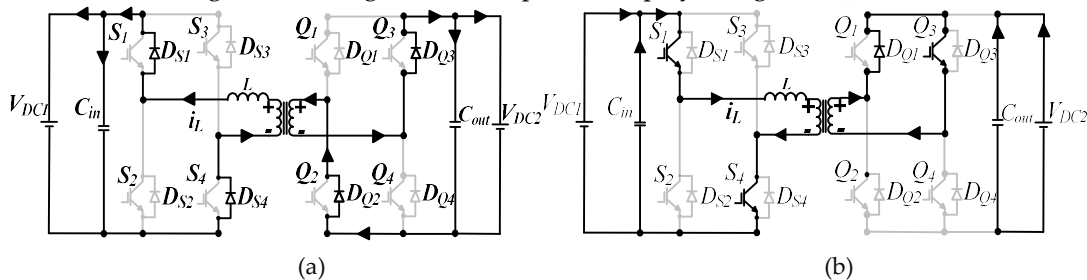 S1 S3 Q1 Q3 S1 S3 Q1 Q3
DS1 DS3 DQ1 DQ3 DS1 DS3 DQ1 DQ3
L L
VDC1 Cin + + Cout VDC2 VDC1 Cin + + Cout VDC2
iL - - iL - -
S2 S4 Q2 Q4 S2 S4 Q2 Q4
DS2 DS4 DQ2 DQ4 DS2 DS4 DQ2 DQ4
(a) (b)